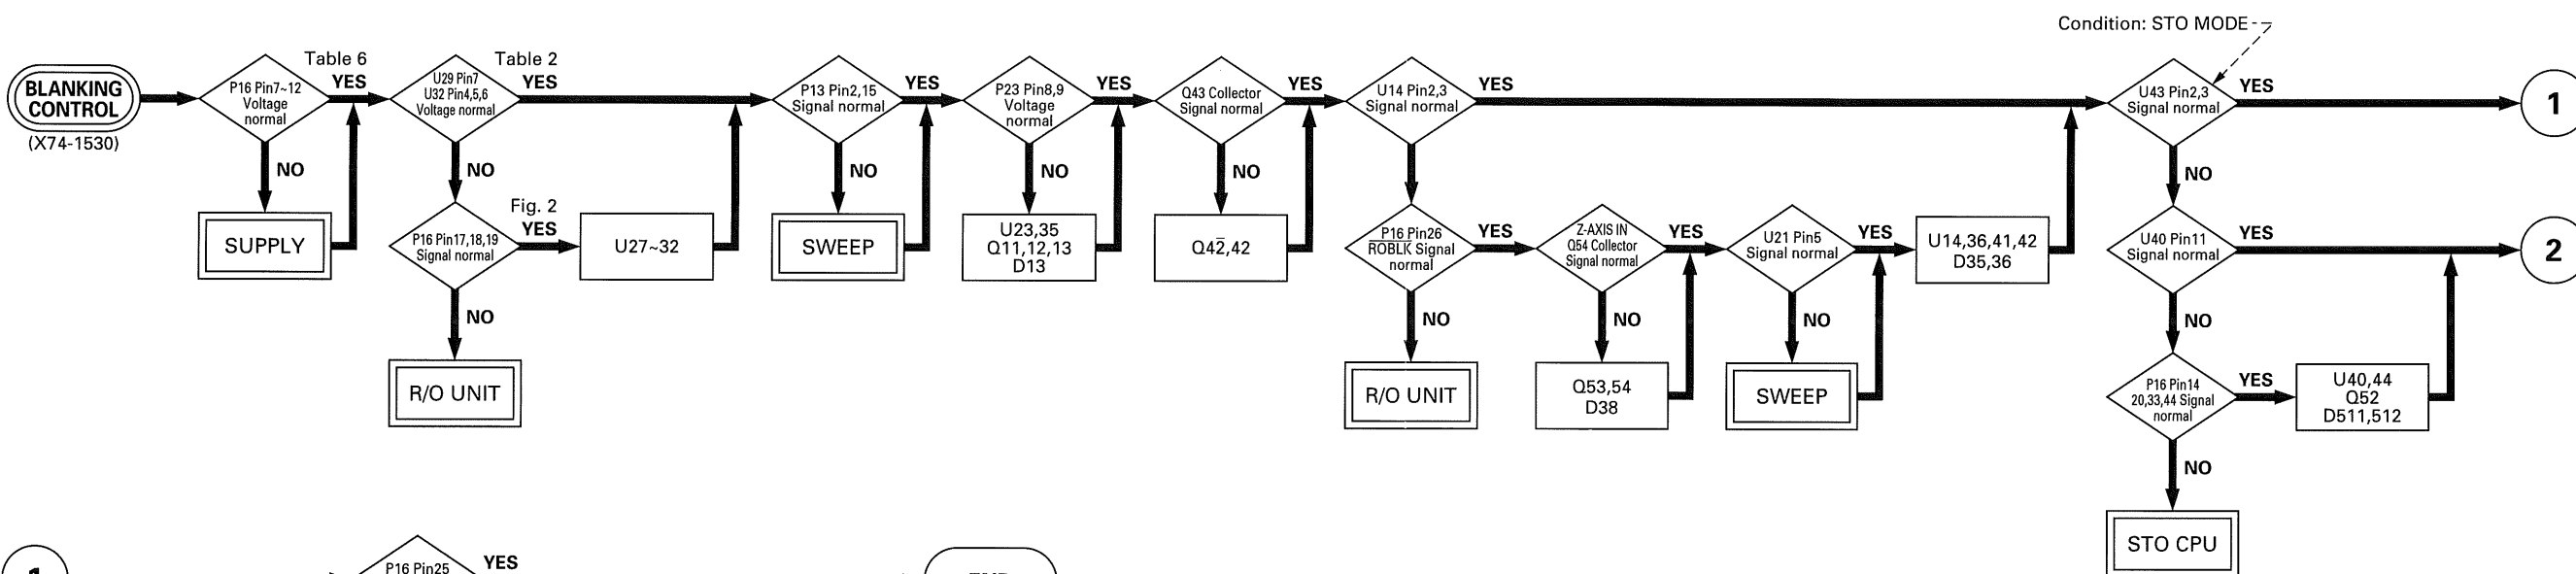 Condition: STO MODE
BLANKING
CONTROL
(X74-1530)
P16 Pin7~12
Voltage
normal
Table 6
YES
NO
SUPPLY
U29 Pin7
U32 Pin4,5,6
Voltage normal
Table 2
YES
NO
P16 Pin17,18,19
Signal normal
Fig. 2
YES
U27~32
NO
R/O UNIT
P13 Pin2,15
Signal normal
YES
NO
SWEEP
P23 Pin8,9
Voltage
normal
YES
NO
U23,35
Q11,12,13
D13
Q43 Collector
Signal normal
YES
NO
Q42,42
U14 Pin2,3
Signal normal
YES
P16 Pin26
ROBLK Signal
normal
YES
NO
R/O UNIT
Z-AXIS IN
Q54 Collector
Signal normal
YES
NO
Q53,54
D38
U21 Pin5
Signal normal
YES
NO
SWEEP
U14,36,41,42
D35,36
U43 Pin2,3
Signal normal
YES
1
NO
U40 Pin11
Signal normal
YES
2
NO
P16 Pin14
20,33,44 Signal
normal
YES
U40,44
Q52
D511,512
NO
STO CPU
1
P16 Pin25
YES